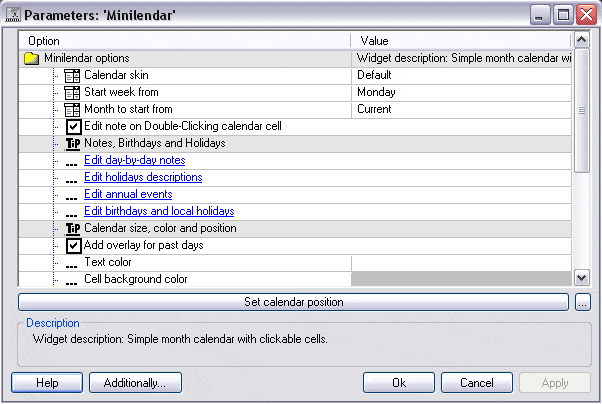 Parameters: 'Minilendar'
Option Value
Minilendar options Widget description: Simple month calendar wi
Calendar skin Default
Start week from Monday
Month to start from Current
Edit note on Double-Clicking calendar cell
TiP Notes, Birthdays and Holidays
... Edit day-by-day notes
... Edit holidays descriptions
... Edit annual events
... Edit birthdays and local holidays
TiP Calendar size, color and position
Add overlay for past days
... Text color
... Cell background color
Set calendar position ...
Description
Widget description: Simple month calendar with clickable cells.
Help Additionally... Ok Cancel Apply